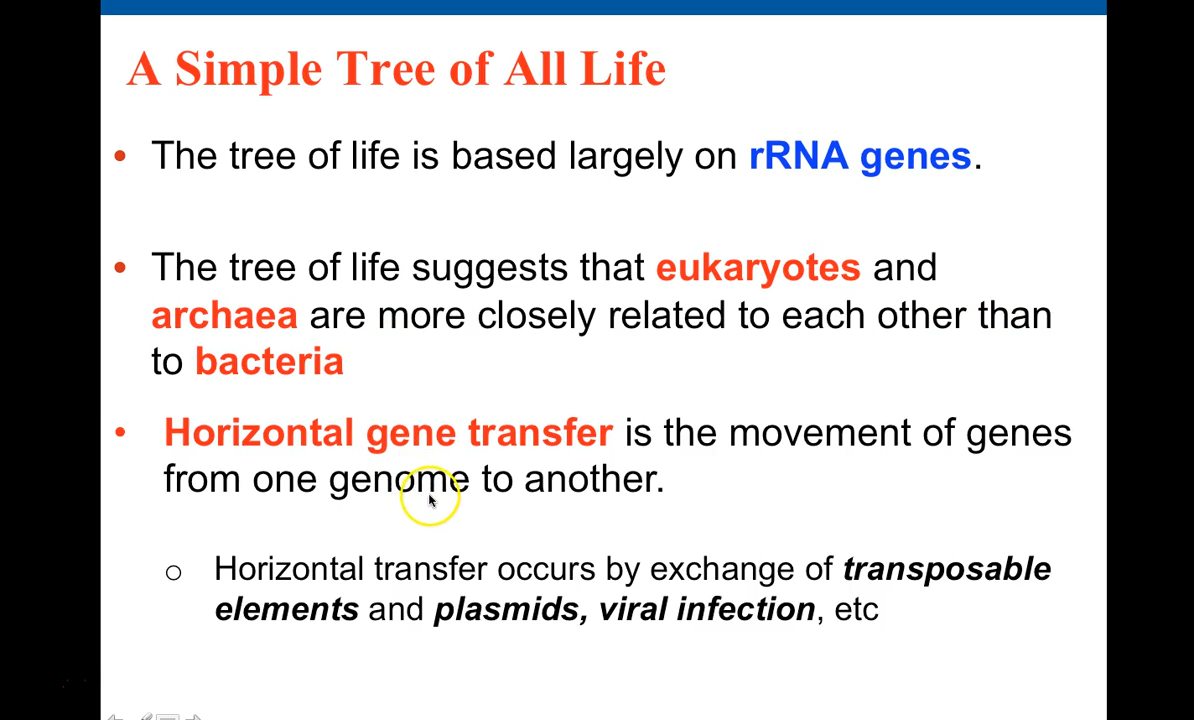 A Simple Tree of All Life
• The tree of life is based largely on rRNA genes.
• The tree of life suggests that eukaryotes and
archaea are more closely related to each other than
to bacteria
• Horizontal gene transfer is the movement of genes
from one genome to another.
o Horizontal transfer occurs by exchange of transposable
elements and plasmids, viral infection, etc